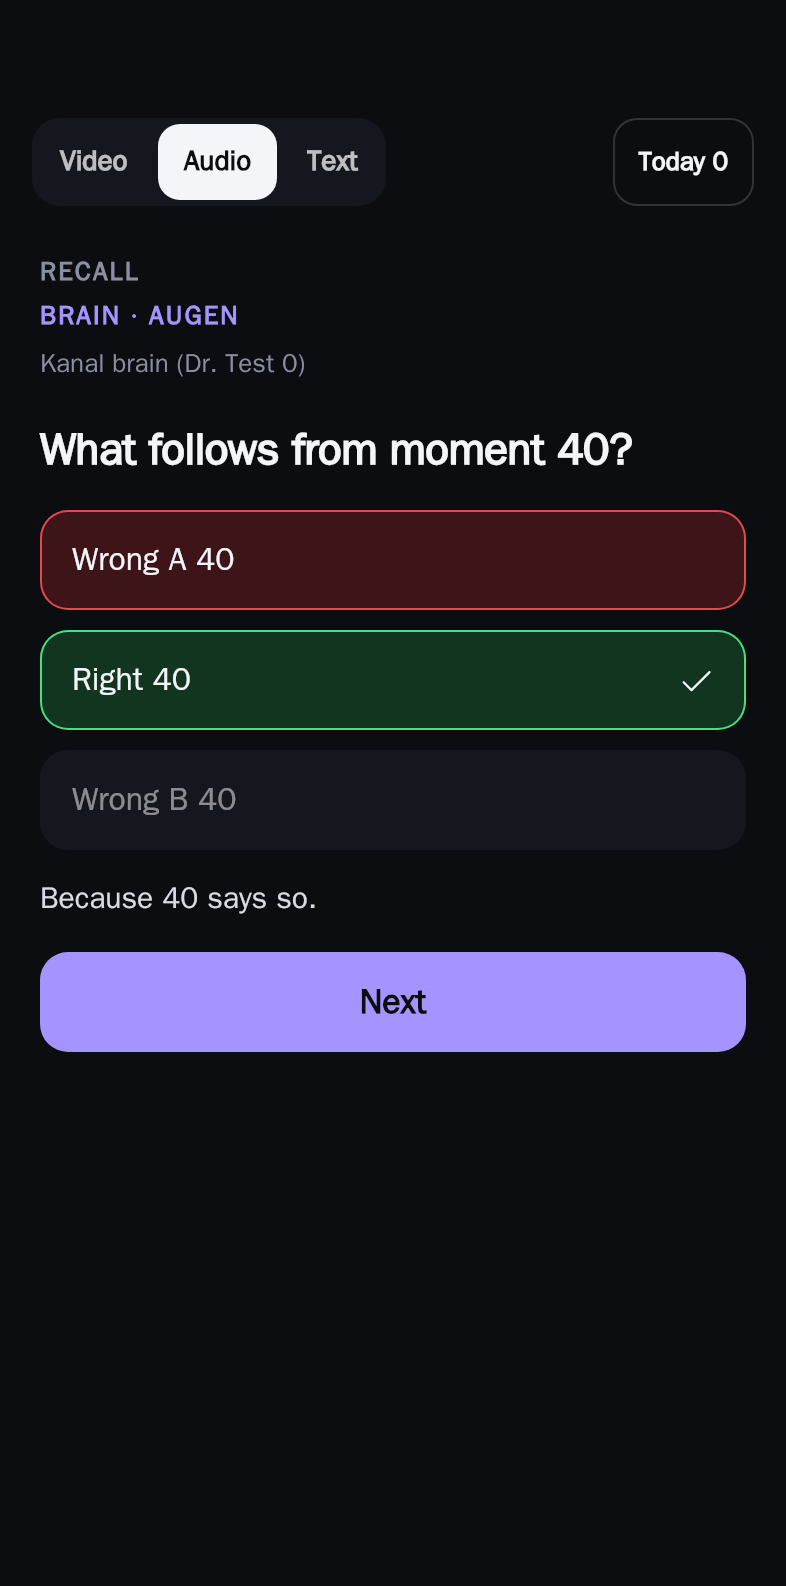 Video Audio Text Today 0
RECALL
BRAIN · AUGEN
Kanal brain (Dr. Test 0)
What follows from moment 40?
Wrong A 40
Right 40
Wrong B 40
Because 40 says so.
Next